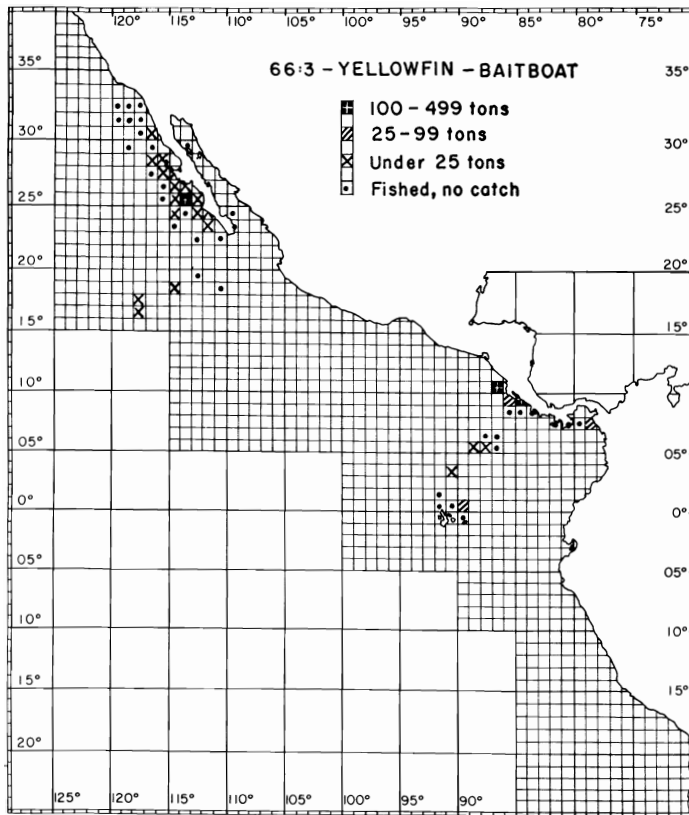 120° 115° 110° 105° 100° 95° 90° 85° 80° 75°
66:3 – YELLOWFIN – BAITBOAT
100 – 499 tons
25 – 99 tons
Under 25 tons
Fished, no catch
35° 35°
30° 30°
25° 25°
20° 20°
15° 15°
10° 10°
05° 05°
0° 0°
05° 05°
10° 10°
15° 15°
20°
125° 120° 115° 110° 105° 100° 95° 90°